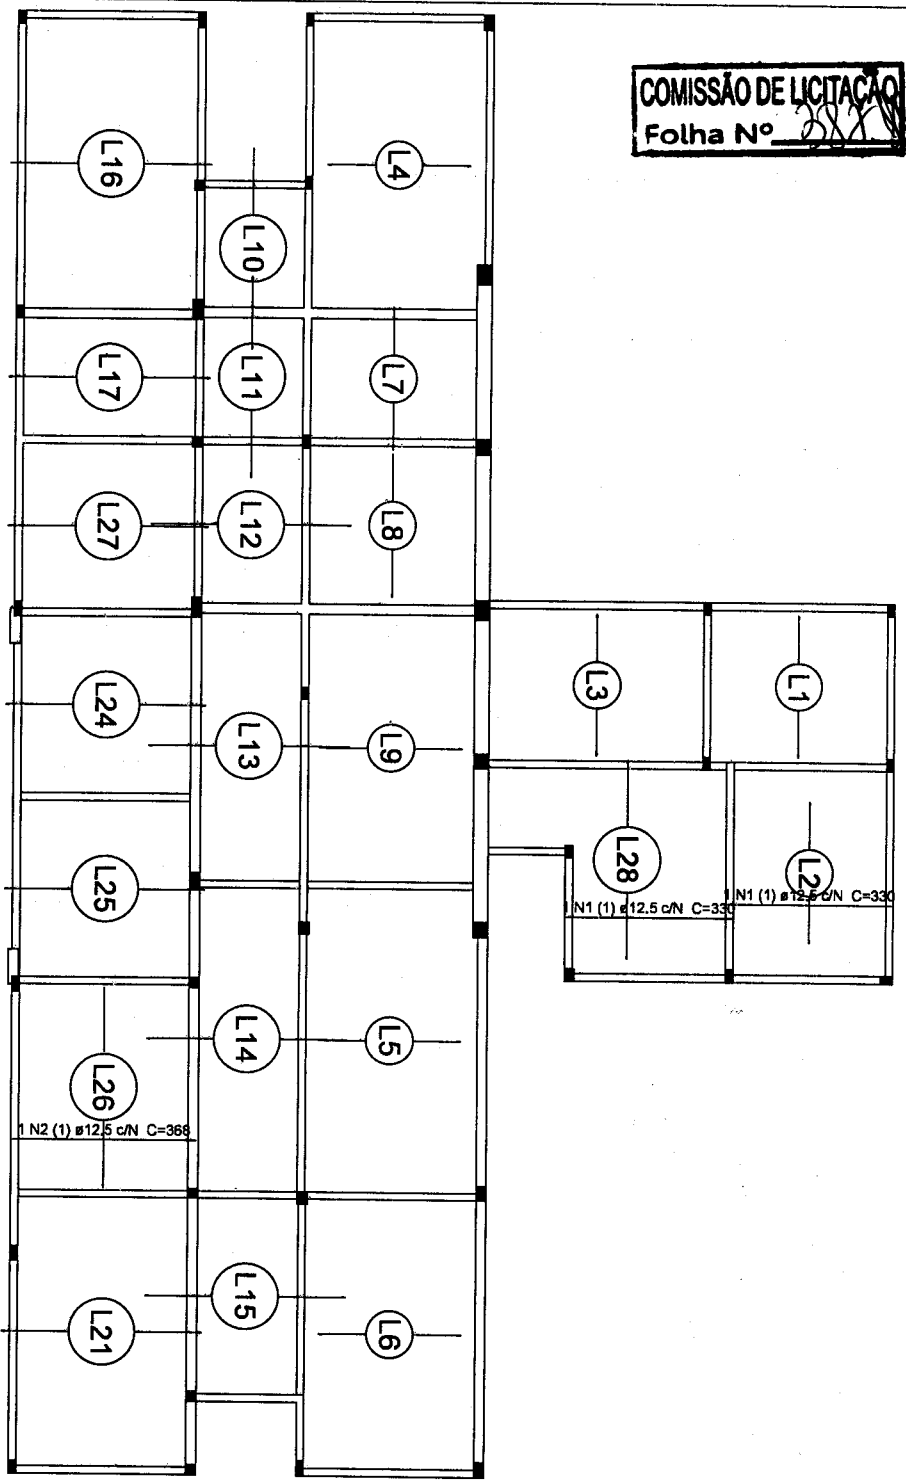 COMISSÃO DE LICITAÇÃO
Folha Nº
L16
L4
L10
L17
L11
L7
L27
L12
L8
L24
L13
L9
L3
L1
L25
L28
L2
1 N1 (1) ø12.5 c/N C=330
1 N1 (1) ø12.5 c/N C=330
L14
L5
L26
1 N2 (1) ø12.5 c/N C=368
L15
L21
L6